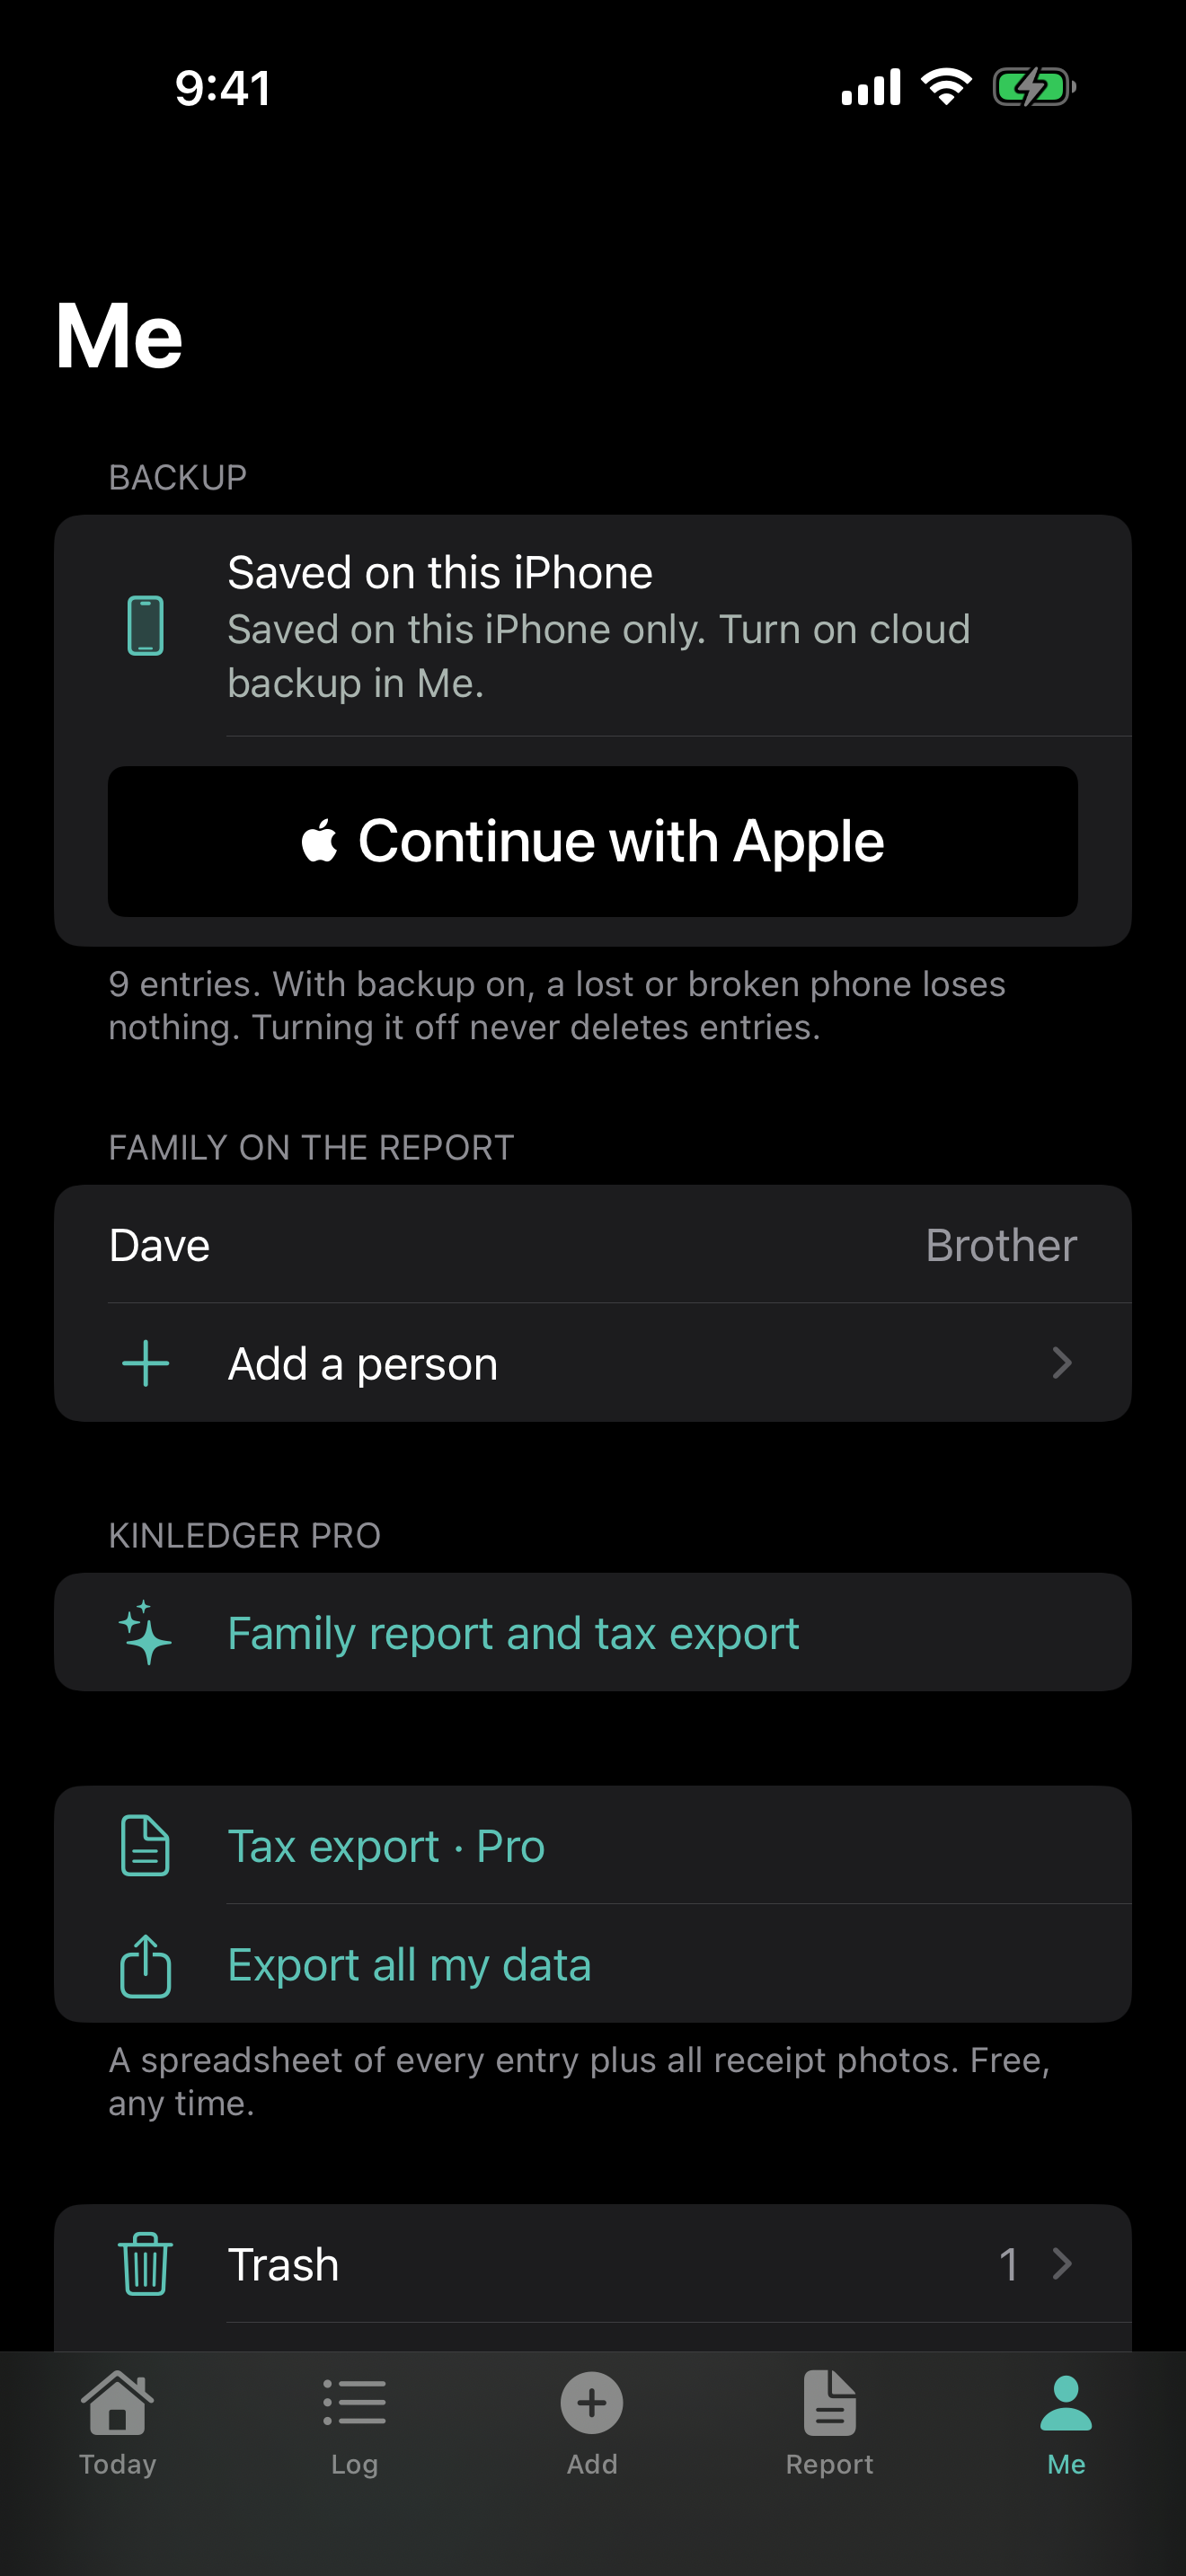 9:41
Me
BACKUP
Saved on this iPhone
Saved on this iPhone only. Turn on cloud
backup in Me.
Continue with Apple
9 entries. With backup on, a lost or broken phone loses
nothing. Turning it off never deletes entries.
FAMILY ON THE REPORT
Dave Brother
Add a person
KINLEDGER PRO
Family report and tax export
Tax export · Pro
Export all my data
A spreadsheet of every entry plus all receipt photos. Free,
any time.
Trash 1
Today Log Add Report Me